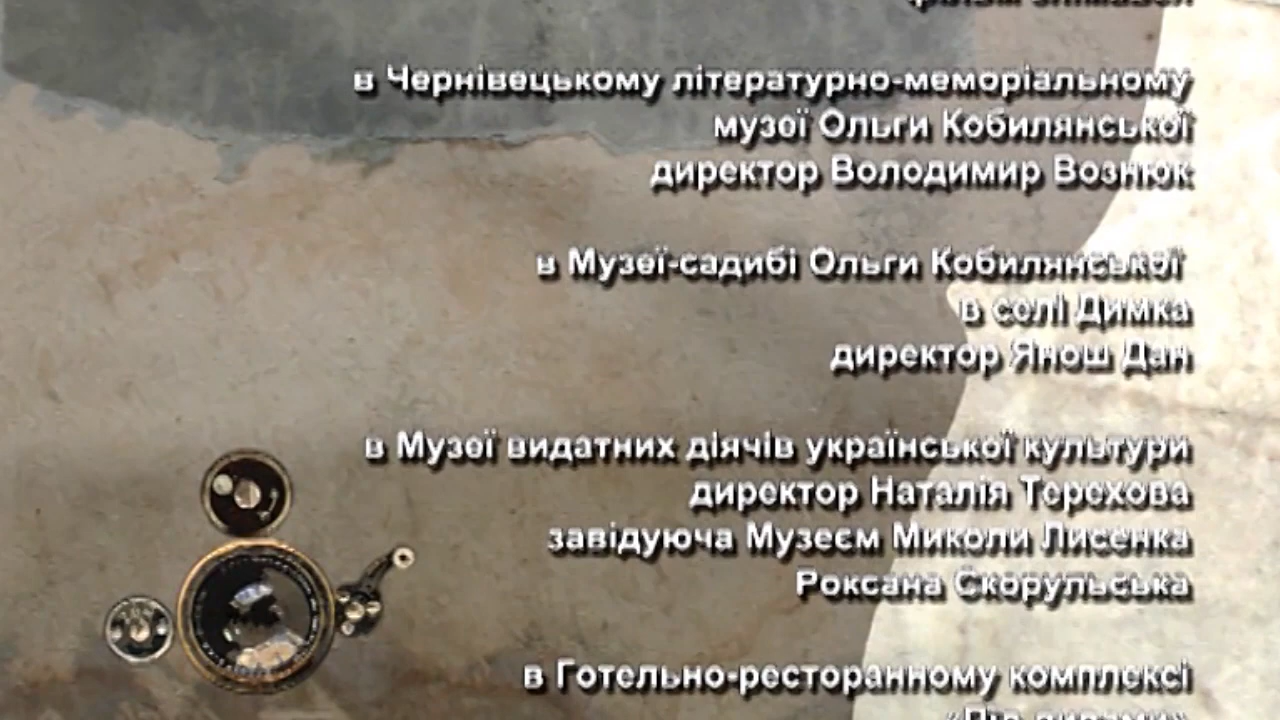 в Чернівецькому літературно-меморіальному
музеї Ольги Кобилянської
директор Володимир Вознюк
в Музеї-садибі Ольги Кобилянської
в селі Димка
директор Янош Дан
в Музеї видатних діячів української культури
директор Наталія Терехова
завідуюча Музеєм Миколи Лисенка
Роксана Скорульська
в Готельно-ресторанному комплексі